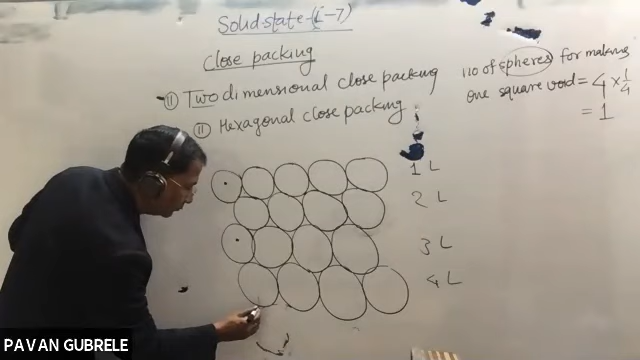 Solid state-(L-7)
Close packing
(ii) Two dimensional close packing
(ii) Hexagonal close packing
no of spheres for making
one square void = 4 × 1/4
= 1
1 L
2 L
3 L
4 L
PAVAN GUBRELE